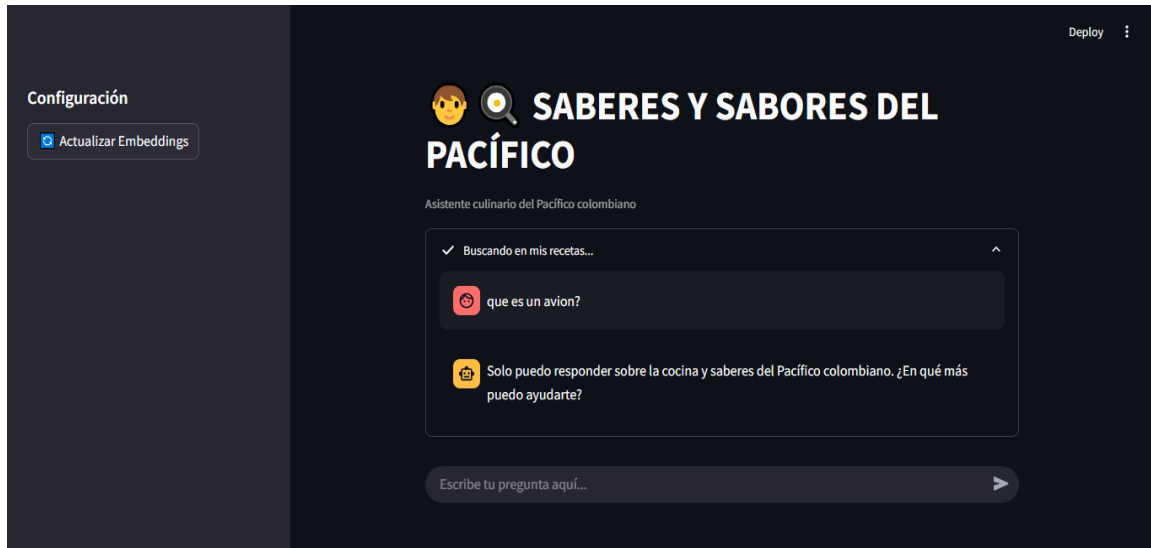 Deploy
Configuración
Actualizar Embeddings
SABERES Y SABORES DEL
PACÍFICO
Asistente culinario del Pacífico colombiano
Buscando en mis recetas...
que es un avion?
Solo puedo responder sobre la cocina y saberes del Pacífico colombiano. ¿En qué más
puedo ayudarte?
Escribe tu pregunta aquí...